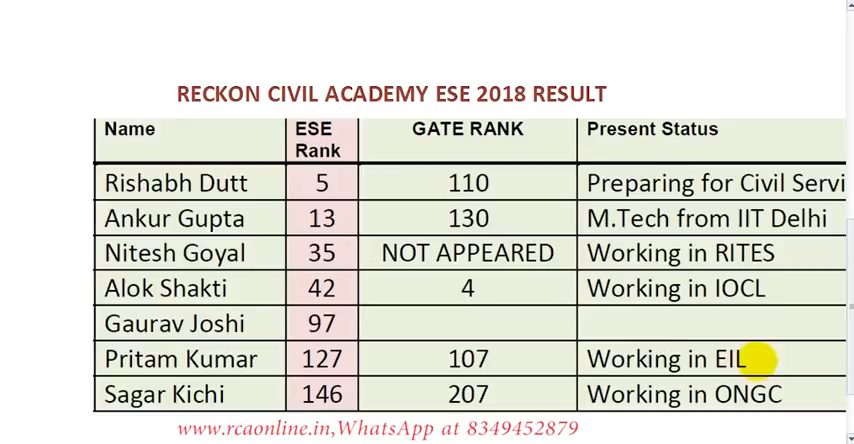 RECKON CIVIL ACADEMY ESE 2018 RESULT
Name ESE Rank GATE RANK Present Status
Rishabh Dutt 5 110 Preparing for Civil Servi
Ankur Gupta 13 130 M.Tech from IIT Delhi
Nitesh Goyal 35 NOT APPEARED Working in RITES
Alok Shakti 42 4 Working in IOCL
Gaurav Joshi 97
Pritam Kumar 127 107 Working in EIL
Sagar Kichi 146 207 Working in ONGC
www.rcaonline.in,WhatsApp at 8349452879